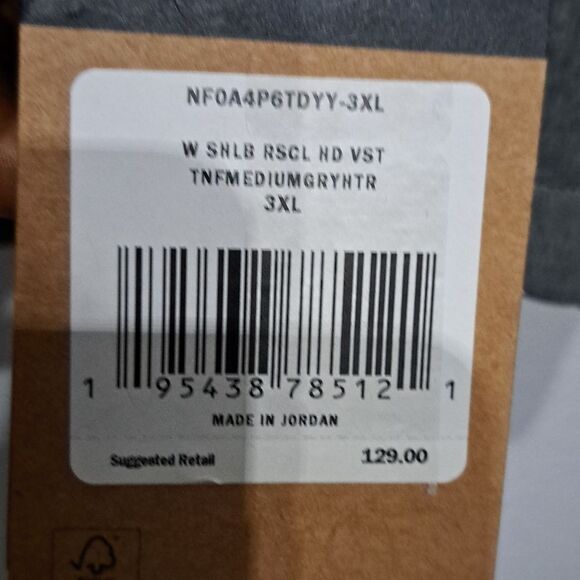 NF0A4P6TDYY-3XL
W SHLB RSCL HD VST
TNFMEDIUMGRYHTR
3XL
1 95438 78512 1
MADE IN JORDAN
Suggested Retail 129.00